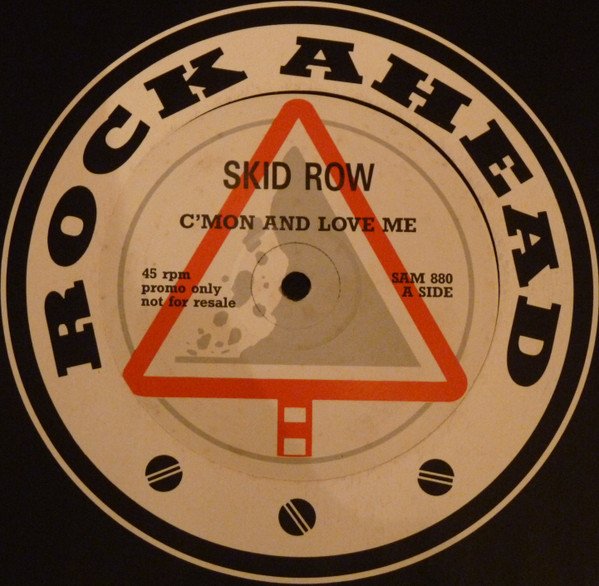 ROCK AHEAD
SKID ROW
C'MON AND LOVE ME
45 rpm
promo only
not for resale
SAM 880
A SIDE